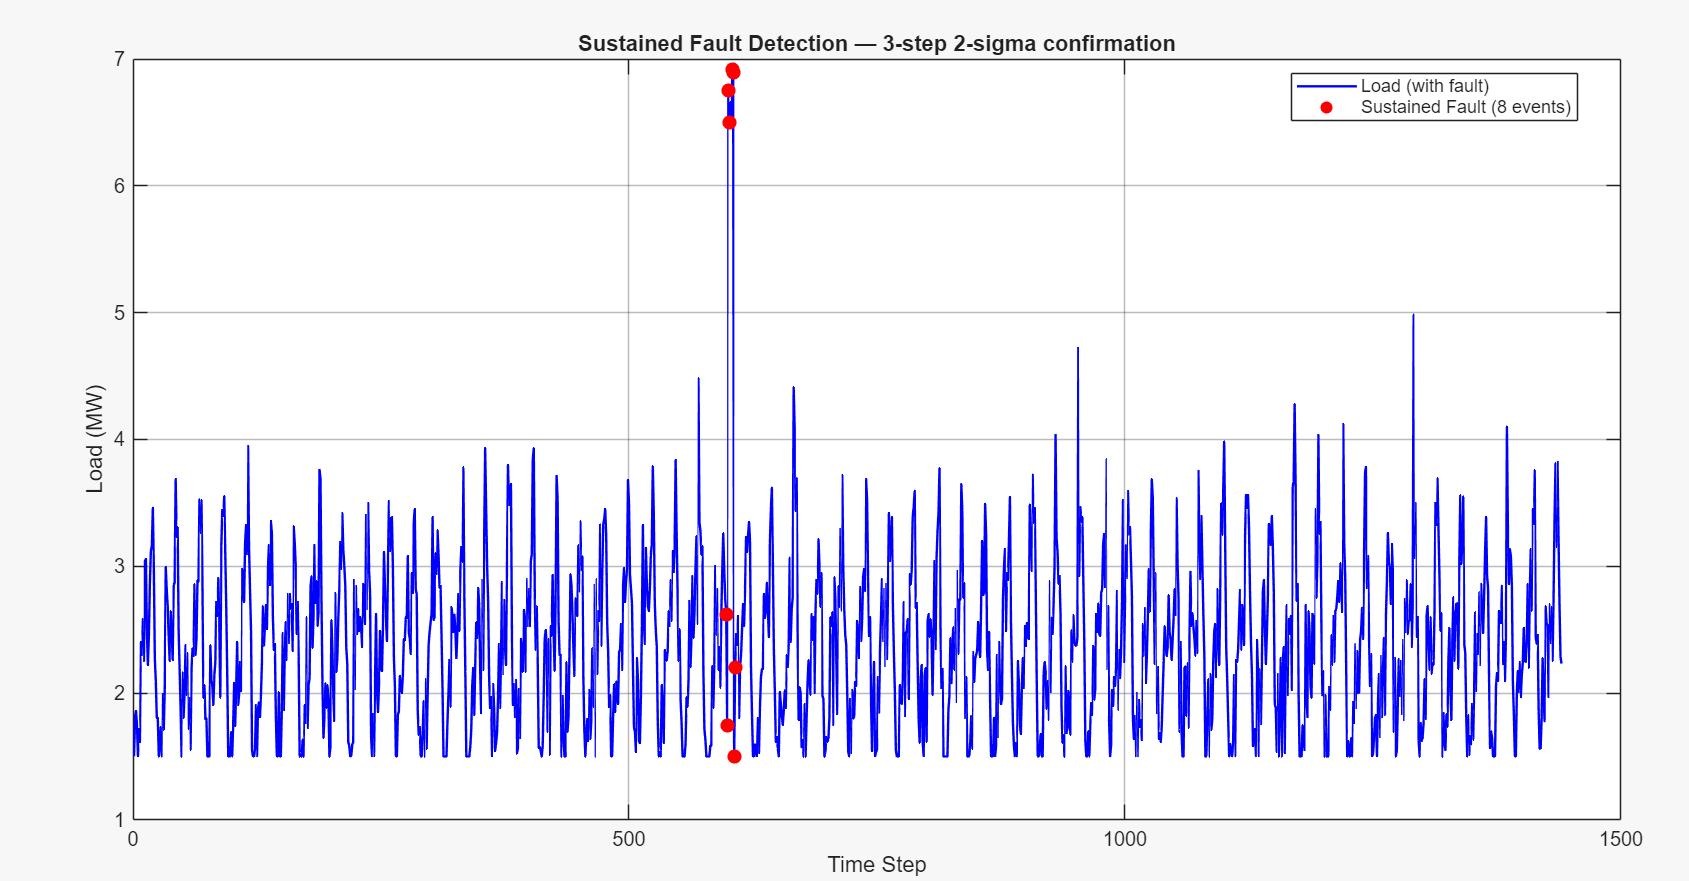 Sustained Fault Detection — 3-step 2-sigma confirmation
7
6
5
4
3
2
1
Load (MW)
Load (with fault)
Sustained Fault (8 events)
0 500 1000 1500
Time Step